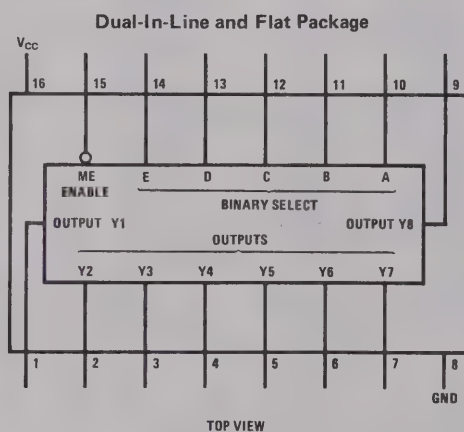 Dual-In-Line and Flat Package
VCC
16 15 14 13 12 11 10 9
ME E D C B A
ENABLE
BINARY SELECT
OUTPUT Y1 OUTPUT Y8
OUTPUTS
Y2 Y3 Y4 Y5 Y6 Y7
1 2 3 4 5 6 7 8
GND
TOP VIEW